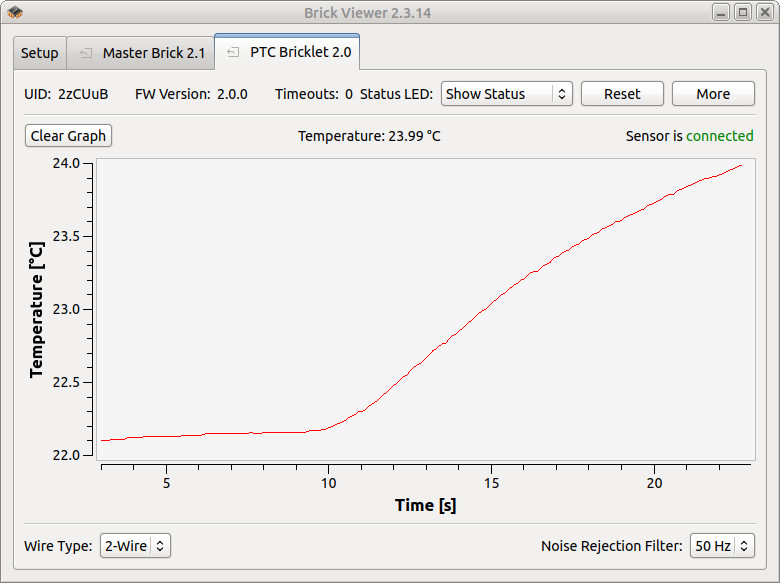 Brick Viewer 2.3.14
Setup Master Brick 2.1 PTC Bricklet 2.0
UID: 2zCUuB FW Version: 2.0.0 Timeouts: 0 Status LED: Show Status Reset More
Clear Graph Temperature: 23.99 °C Sensor is connected
24.0
23.5
23.0
22.5
22.0
Temperature [°C]
5 10 15 20
Time [s]
Wire Type: 2-Wire Noise Rejection Filter: 50 Hz